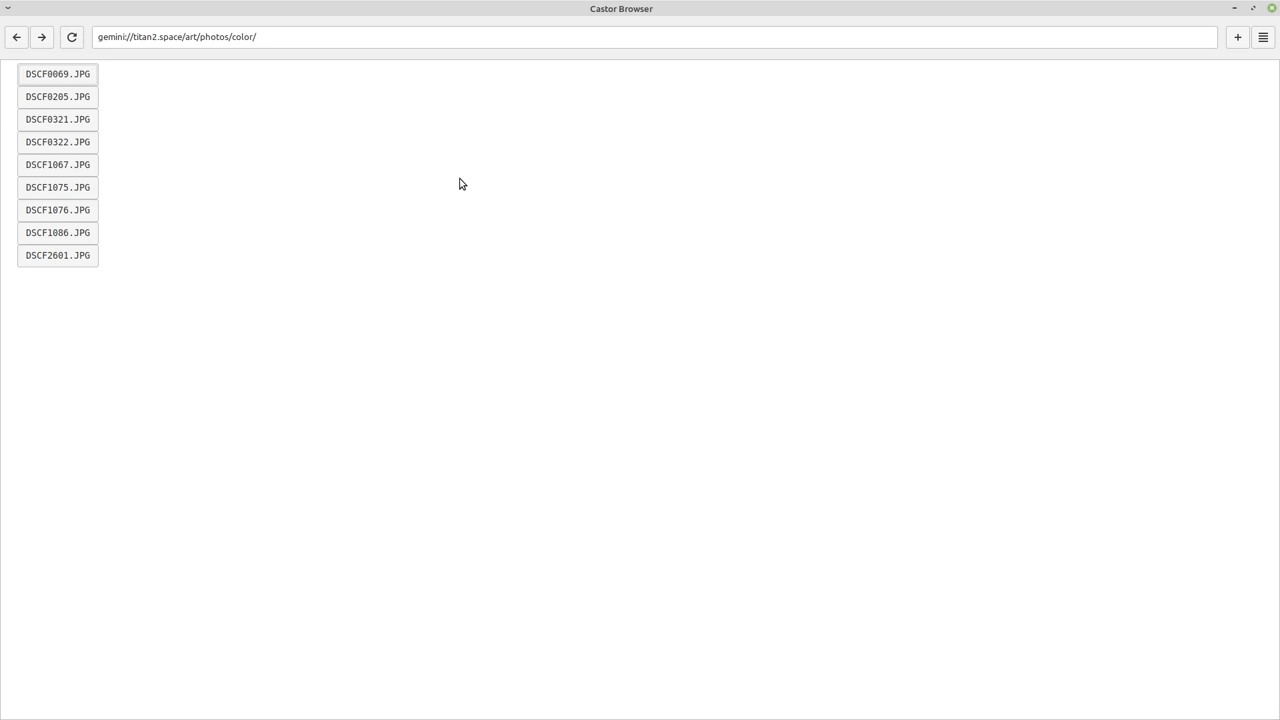 Castor Browser
gemini://titan2.space/art/photos/color/
DSCF0069.JPG
DSCF0205.JPG
DSCF0321.JPG
DSCF0322.JPG
DSCF1067.JPG
DSCF1075.JPG
DSCF1076.JPG
DSCF1086.JPG
DSCF2601.JPG